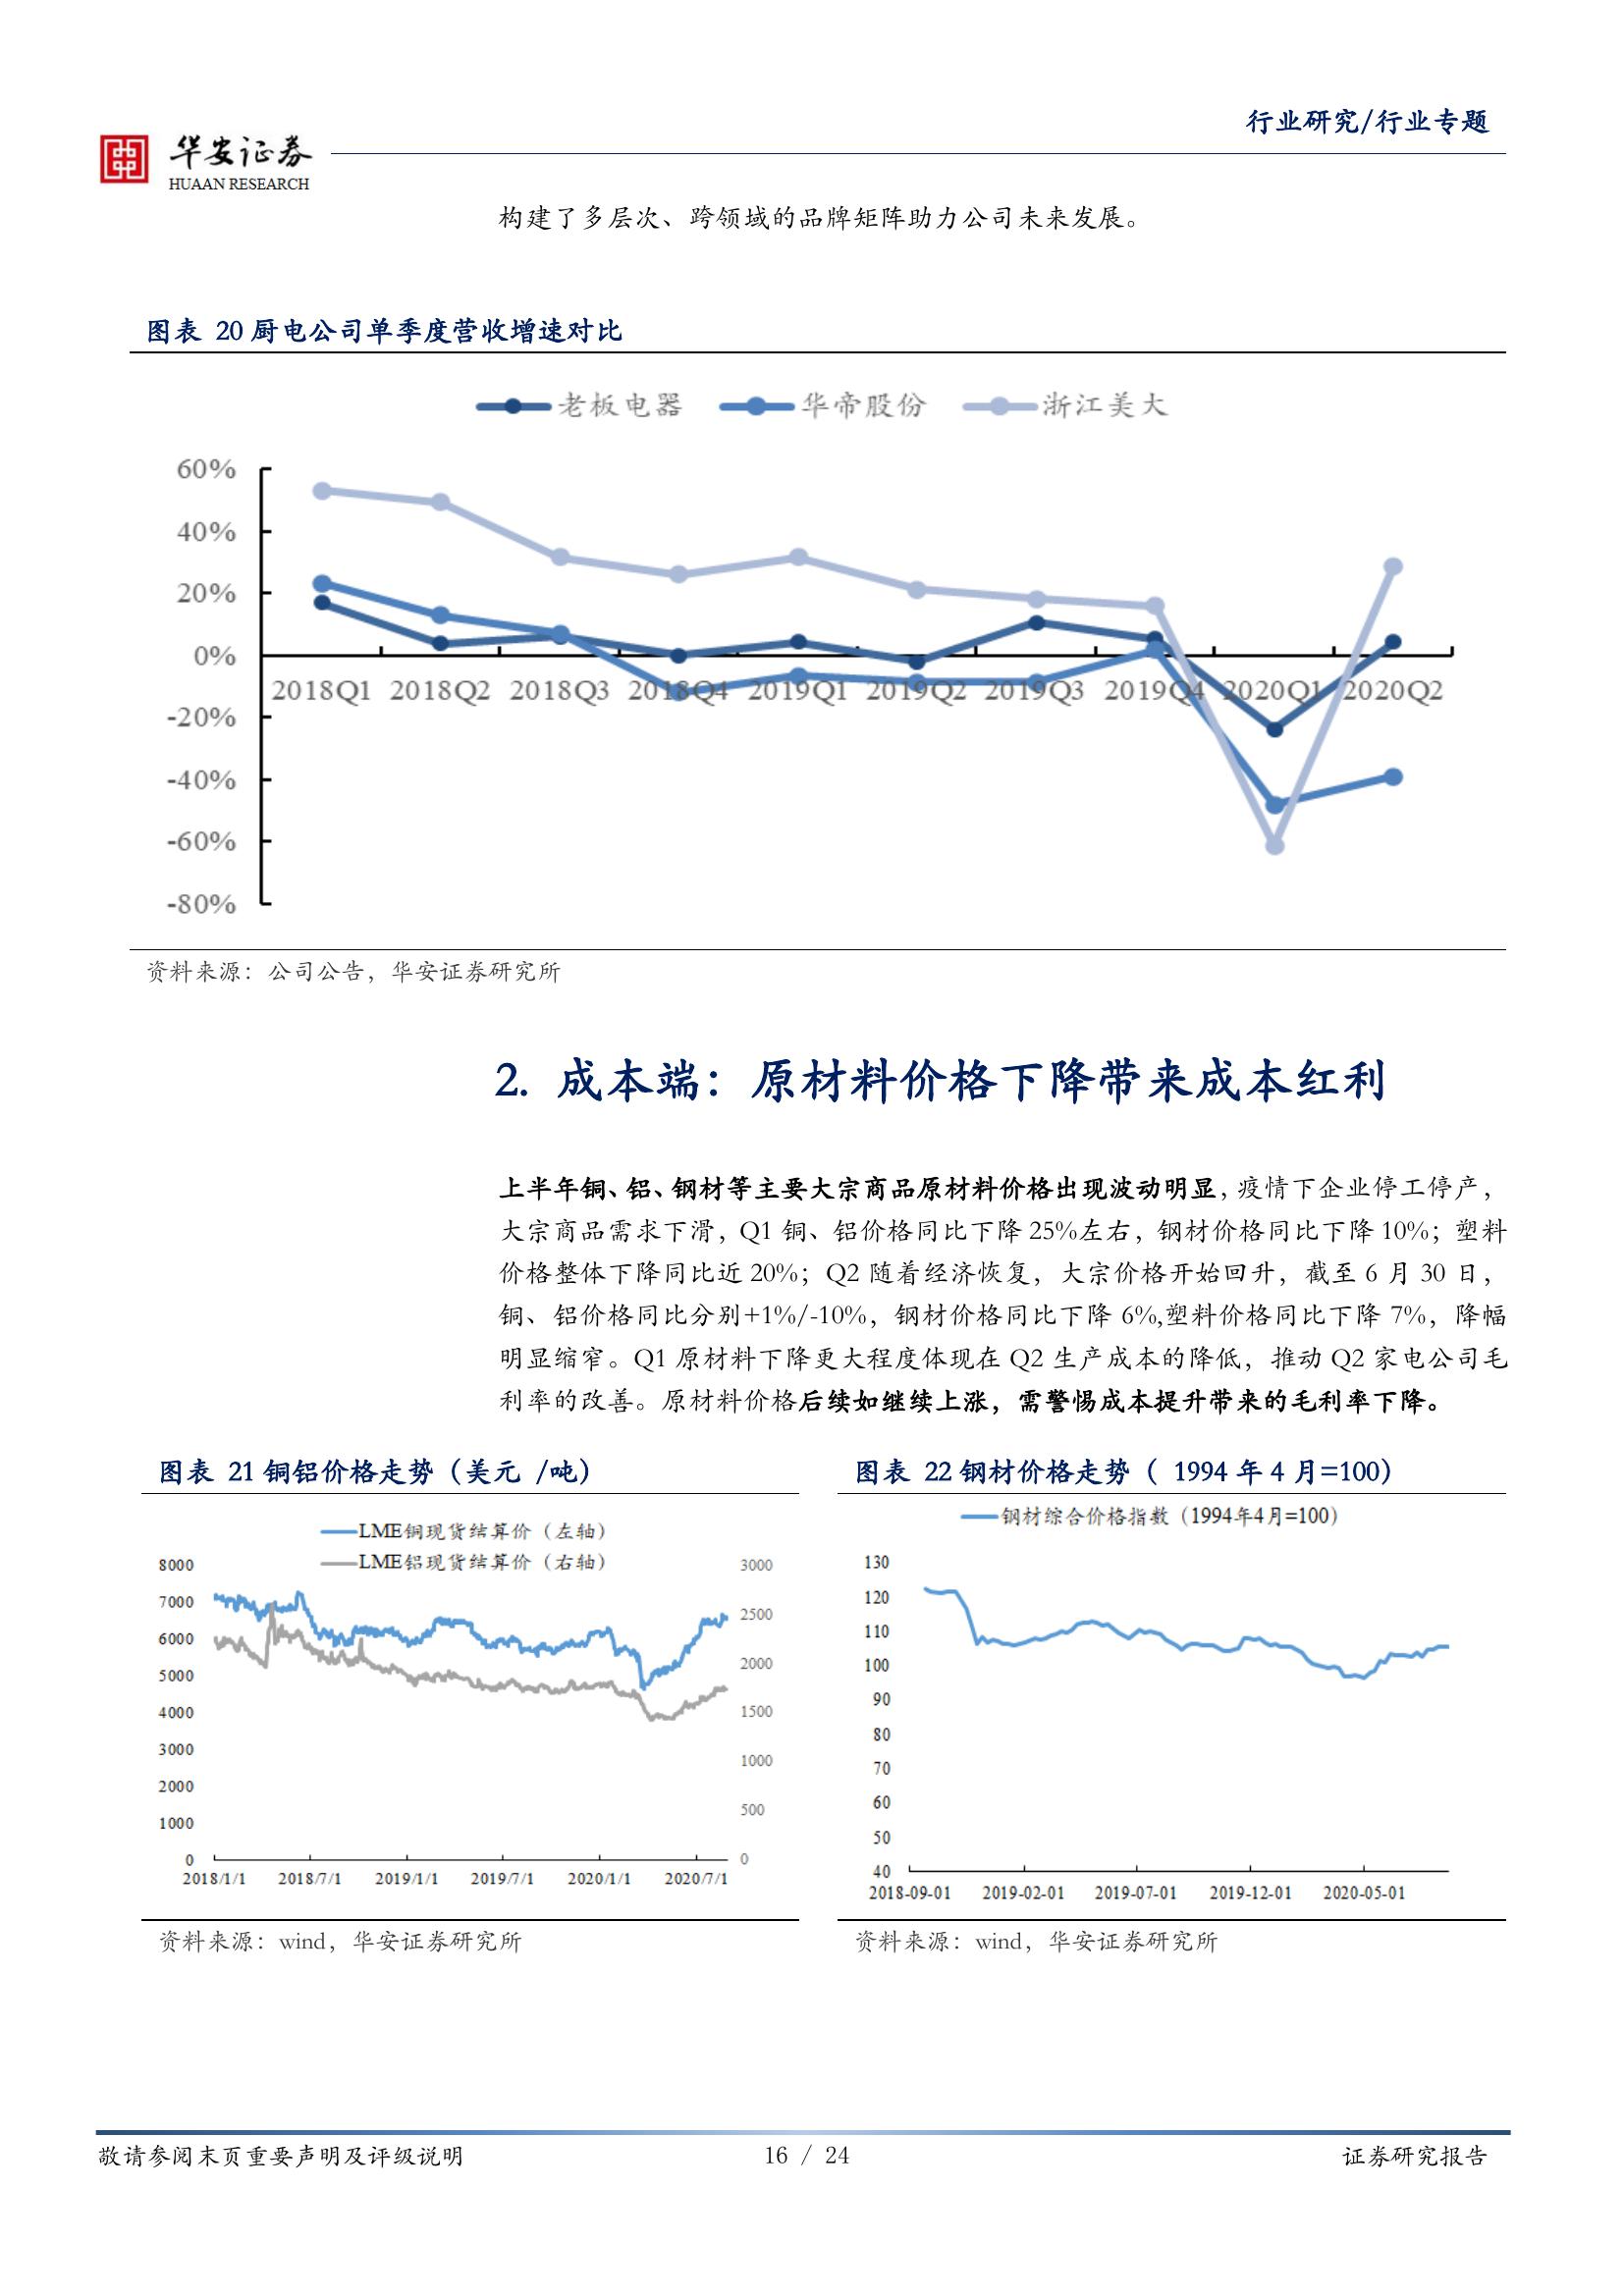 行业研究/行业专题
华安证券
HUAAN RESEARCH
构建了多层次、跨领域的品牌矩阵助力公司未来发展。
图表 20 厨电公司单季度营收增速对比
老板电器 华帝股份 浙江美大
60%
40%
20%
0%
-20%
-40%
-60%
-80%
2018Q1 2018Q2 2018Q3 2018Q4 2019Q1 2019Q2 2019Q3 2019Q4 2020Q1 2020Q2
资料来源：公司公告，华安证券研究所
2. 成本端：原材料价格下降带来成本红利
上半年铜、铝、钢材等主要大宗商品原材料价格出现波动明显，疫情下企业停工停产，
大宗商品需求下滑，Q1 铜、铝价格同比下降 25%左右，钢材价格同比下降 10%；塑料
价格整体下降同比近 20%；Q2 随着经济恢复，大宗价格开始回升，截至 6 月 30 日，
铜、铝价格同比分别+1%/-10%，钢材价格同比下降 6%,塑料价格同比下降 7%，降幅
明显缩窄。Q1 原材料下降更大程度体现在 Q2 生产成本的降低，推动 Q2 家电公司毛
利率的改善。原材料价格后续如继续上涨，需警惕成本提升带来的毛利率下降。
图表 21 铜铝价格走势（美元 /吨）
LME铜现货结算价（左轴）
LME铝现货结算价（右轴）
8000
7000
6000
5000
4000
3000
2000
1000
0
3000
2500
2000
1500
1000
500
0
2018/1/1 2018/7/1 2019/1/1 2019/7/1 2020/1/1 2020/7/1
资料来源：wind，华安证券研究所
图表 22 钢材价格走势（ 1994 年 4 月=100）
钢材综合价格指数（1994年4月=100）
130
120
110
100
90
80
70
60
50
40
2018-09-01 2019-02-01 2019-07-01 2019-12-01 2020-05-01
资料来源：wind，华安证券研究所
敬请参阅末页重要声明及评级说明 16 / 24 证券研究报告